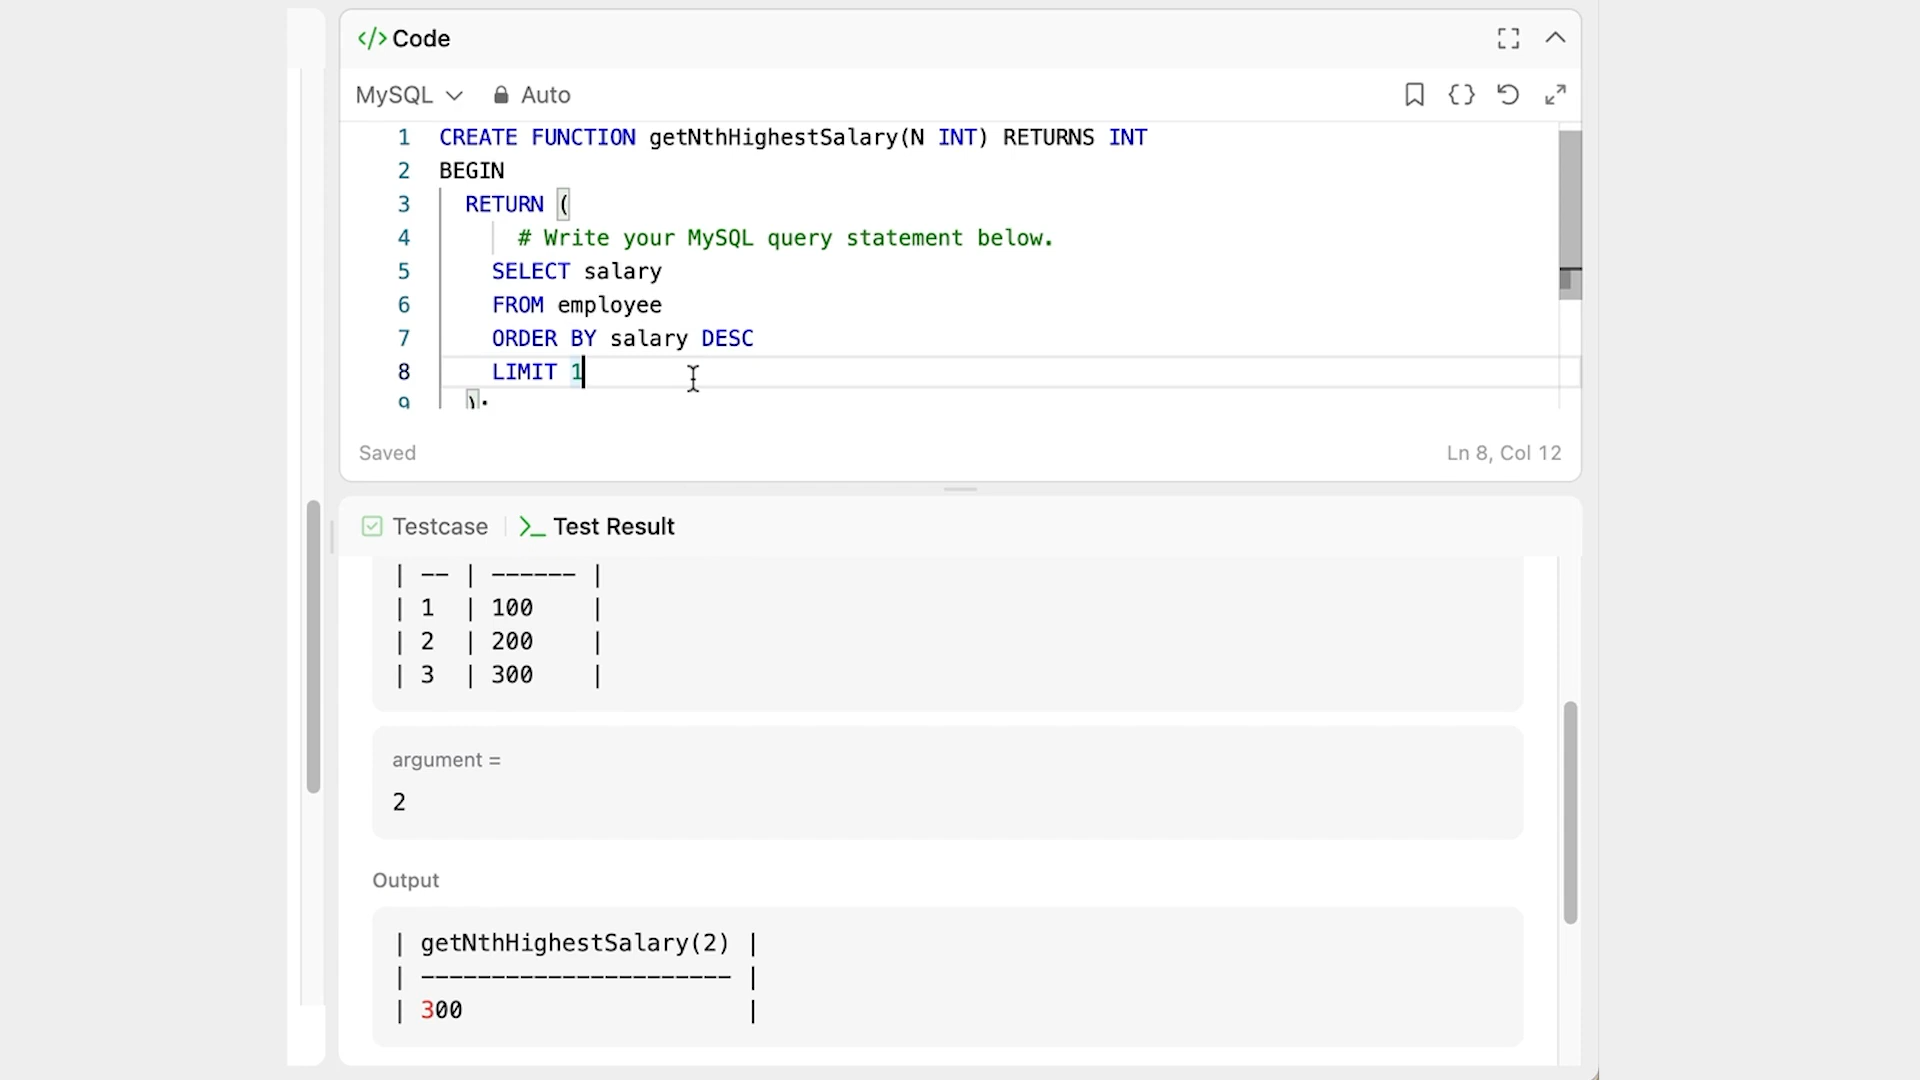 </> Code
MySQL Auto
1 CREATE FUNCTION getNthHighestSalary(N INT) RETURNS INT
2 BEGIN
3 RETURN (
4 # Write your MySQL query statement below.
5 SELECT salary
6 FROM employee
7 ORDER BY salary DESC
8 LIMIT 1
9 );
Saved Ln 8, Col 12
Testcase >_ Test Result
| -- | ------ |
| 1 | 100 |
| 2 | 200 |
| 3 | 300 |
argument =
2
Output
| getNthHighestSalary(2) |
| ---------------------- |
| 300 |